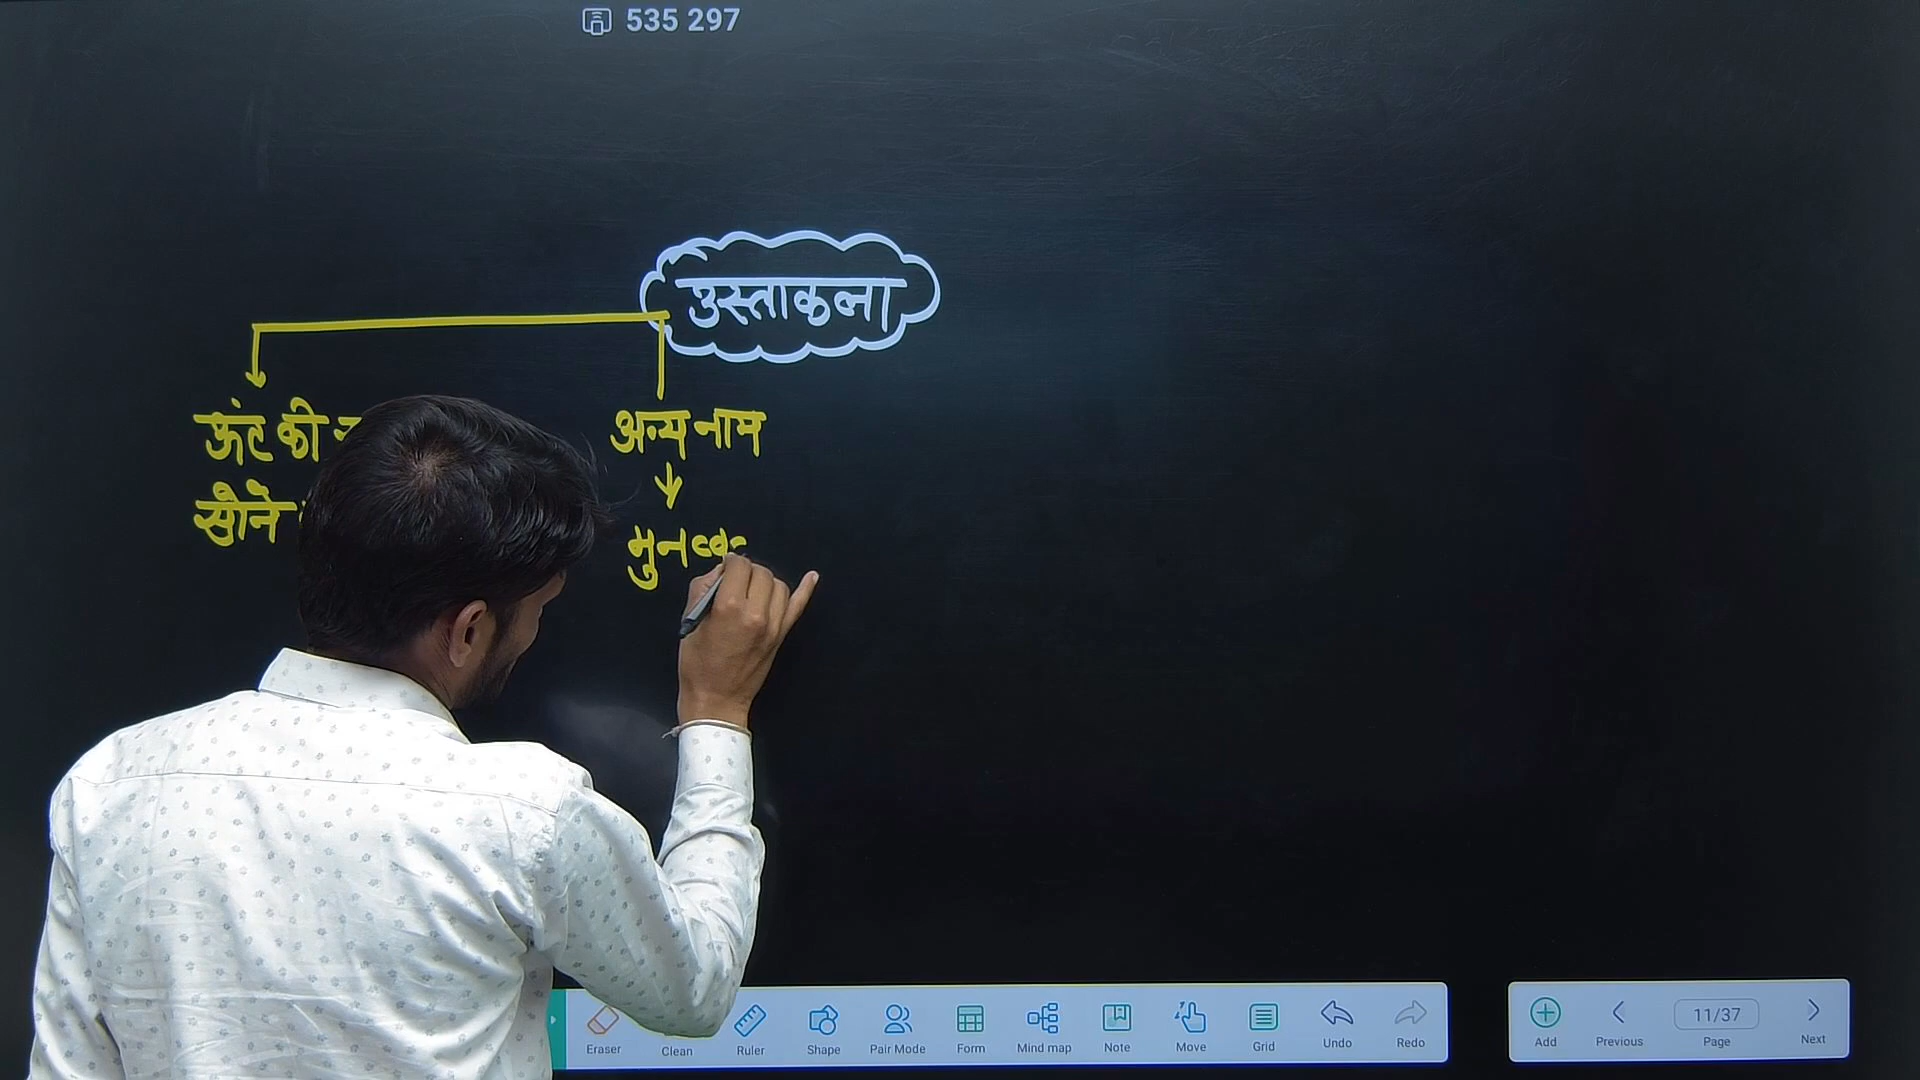 535 297
उस्ताकला
ऊंट की
सौने
अन्य नाम
मुनव्व
Eraser Clean Ruler Shape Pair Mode Form Mind map Note Move Grid Undo Redo
Add Previous 11/37 Page Next